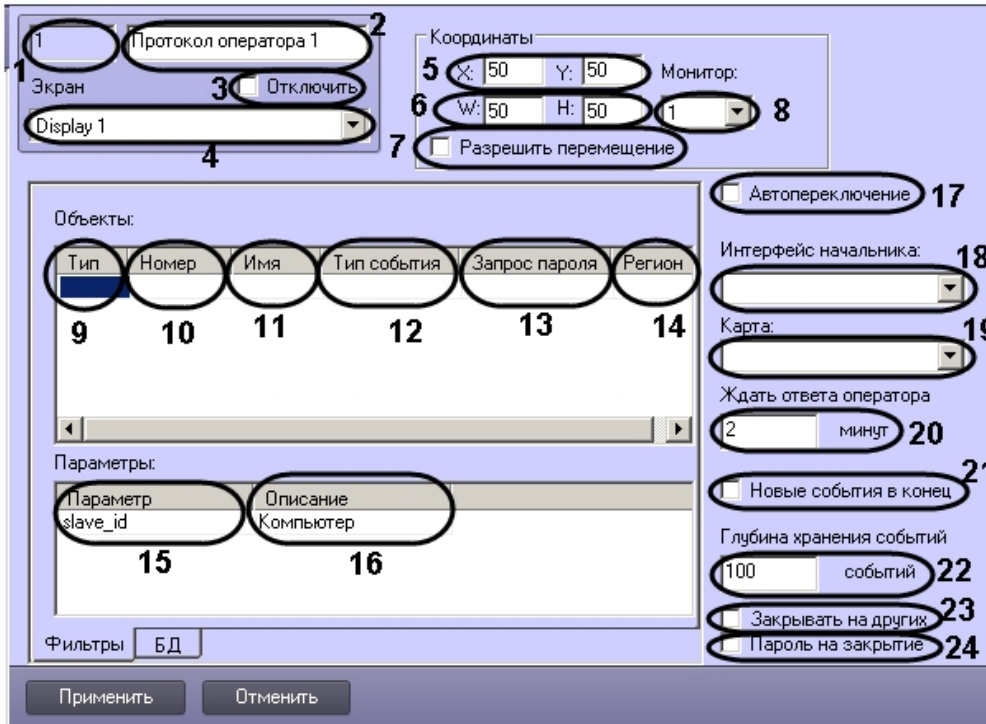 1 Протокол оператора 1 2
1
Экран 3 Отключить
Display 1
4
Координаты
5 X: 50 Y: 50 Монитор:
6 W: 50 H: 50 1 8
7 Разрешить перемещение
Объекты:
Тип Номер Имя Тип события Запрос пароля Регион
9 10 11 12 13 14
Параметры:
Параметр Описание
slave_id Компьютер
15 16
Фильтры БД
Автопереключение 17
Интерфейс начальника: 18
Карта: 19
Ждать ответа оператора
2 минут 20
21
Новые события в конец
Глубина хранения событий
100 событий 22
Закрывать на других 23
Пароль на закрытие 24
Применить Отменить